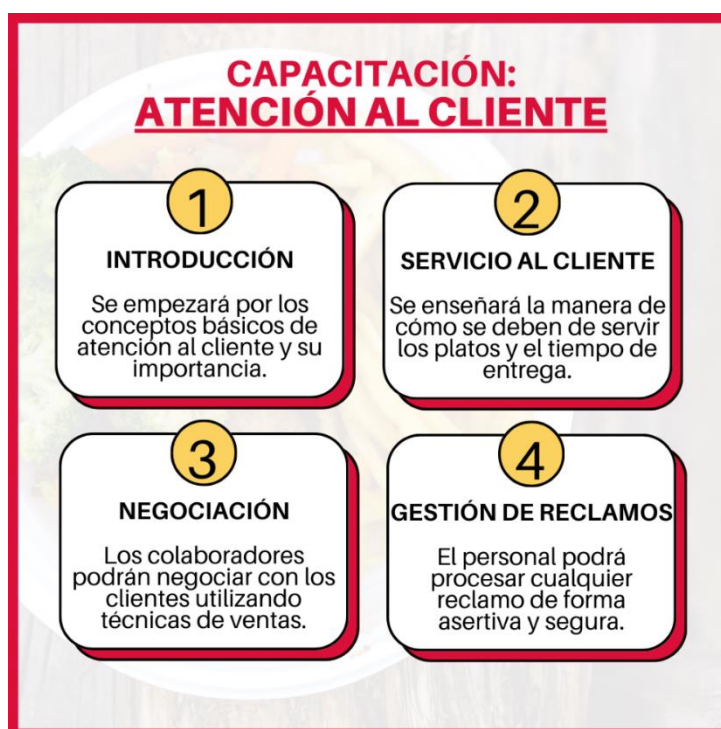 CAPACITACIÓN:
ATENCIÓN AL CLIENTE
1
INTRODUCCIÓN
Se empezará por los
conceptos básicos de
atención al cliente y su
importancia.
2
SERVICIO AL CLIENTE
Se enseñará la manera de
cómo se deben de servir
los platos y el tiempo de
entrega.
3
NEGOCIACIÓN
Los colaboradores
podrán negociar con los
clientes utilizando
técnicas de ventas.
4
GESTIÓN DE RECLAMOS
El personal podrá
procesar cualquier
reclamo de forma
asertiva y segura.